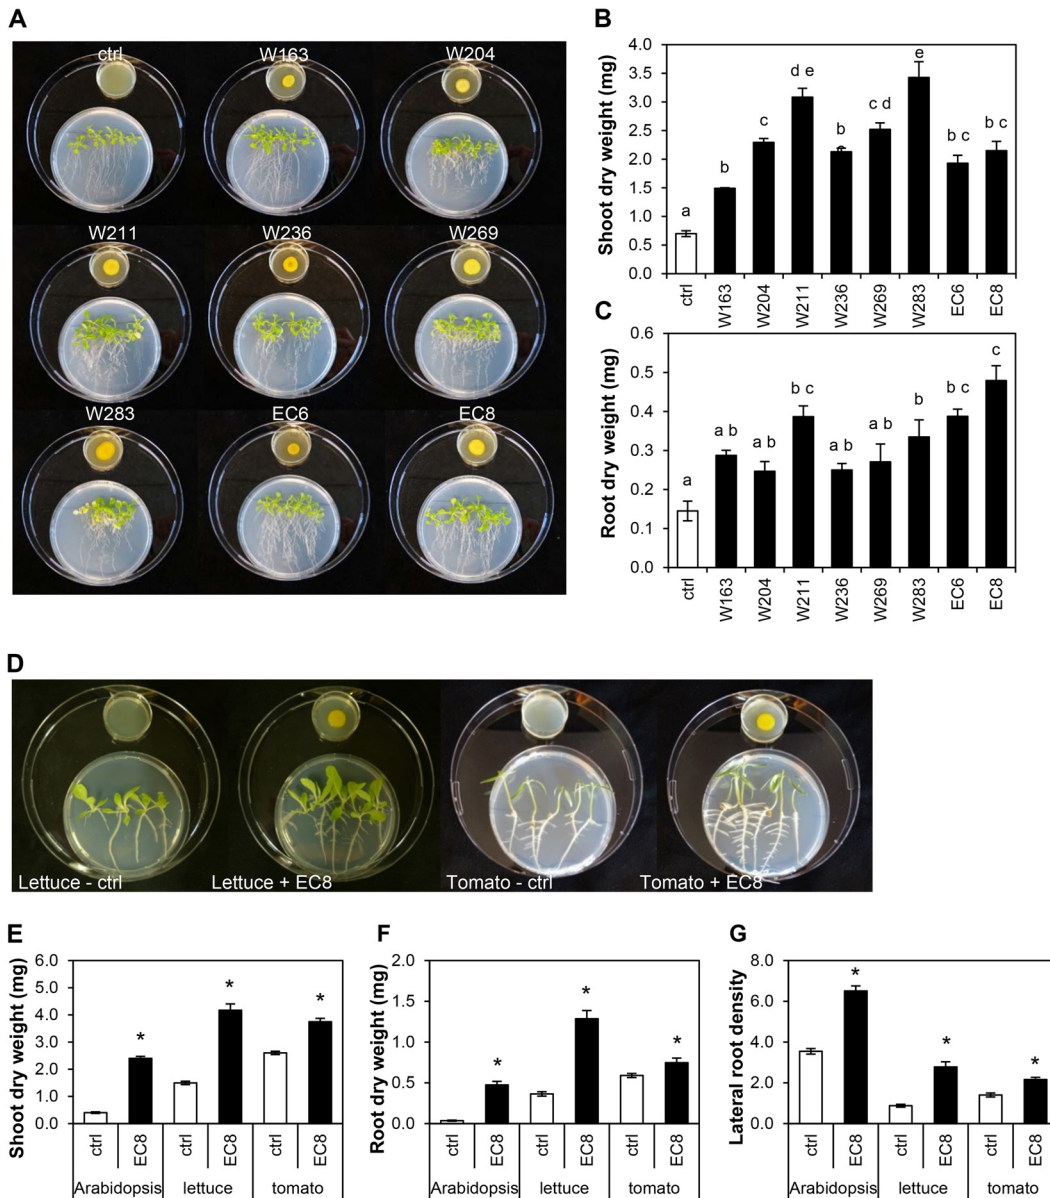 A
ctrl
W163
W204
W211
W236
W269
W283
EC6
EC8
B
Shoot dry weight (mg)
4.0
3.5
3.0
2.5
2.0
1.5
1.0
0.5
0.0
a
b
c
d e
b
c d
e
b c
b c
ctrl
W163
W204
W211
W236
W269
W283
EC6
EC8
C
Root dry weight (mg)
0.6
0.5
0.4
0.3
0.2
0.1
0.0
a
a b
a b
b c
a b
a b
b
b c
c
ctrl
W163
W204
W211
W236
W269
W283
EC6
EC8
D
Lettuce - ctrl
Lettuce + EC8
Tomato - ctrl
Tomato + EC8
E
Shoot dry weight (mg)
6.0
5.0
4.0
3.0
2.0
1.0
0.0
*
*
*
ctrl
EC8
ctrl
EC8
ctrl
EC8
Arabidopsis
lettuce
tomato
F
Root dry weight (mg)
2.0
1.5
1.0
0.5
0.0
*
*
*
ctrl
EC8
ctrl
EC8
ctrl
EC8
Arabidopsis
lettuce
tomato
G
Lateral root density
8.0
6.0
4.0
2.0
0.0
*
*
*
ctrl
EC8
ctrl
EC8
ctrl
EC8
Arabidopsis
lettuce
tomato